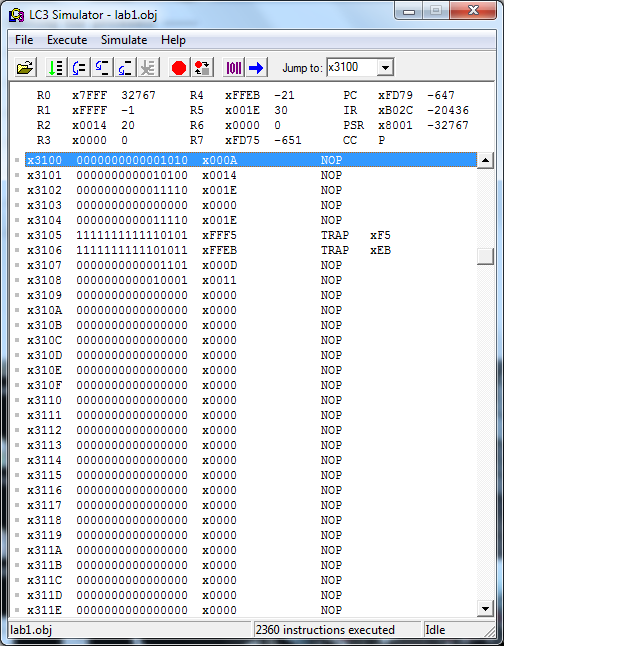 LC3 Simulator - lab1.obj
File Execute Simulate Help
Jump to: x3100
R0 x7FFF 32767 R4 xFFEB -21 PC xFD79 -647
R1 xFFFF -1 R5 x001E 30 IR xB02C -20436
R2 x0014 20 R6 x0000 0 PSR x8001 -32767
R3 x0000 0 R7 xFD75 -651 CC P
x3100 0000000000001010 x000A NOP
x3101 0000000000010100 x0014 NOP
x3102 0000000000011110 x001E NOP
x3103 0000000000000000 x0000 NOP
x3104 0000000000011110 x001E NOP
x3105 1111111111110101 xFFF5 TRAP xF5
x3106 1111111111101011 xFFEB TRAP xEB
x3107 0000000000001101 x000D NOP
x3108 0000000000010001 x0011 NOP
x3109 0000000000000000 x0000 NOP
x310A 0000000000000000 x0000 NOP
x310B 0000000000000000 x0000 NOP
x310C 0000000000000000 x0000 NOP
x310D 0000000000000000 x0000 NOP
x310E 0000000000000000 x0000 NOP
x310F 0000000000000000 x0000 NOP
x3110 0000000000000000 x0000 NOP
x3111 0000000000000000 x0000 NOP
x3112 0000000000000000 x0000 NOP
x3113 0000000000000000 x0000 NOP
x3114 0000000000000000 x0000 NOP
x3115 0000000000000000 x0000 NOP
x3116 0000000000000000 x0000 NOP
x3117 0000000000000000 x0000 NOP
x3118 0000000000000000 x0000 NOP
x3119 0000000000000000 x0000 NOP
x311A 0000000000000000 x0000 NOP
x311B 0000000000000000 x0000 NOP
x311C 0000000000000000 x0000 NOP
x311D 0000000000000000 x0000 NOP
x311E 0000000000000000 x0000 NOP
lab1.obj 2360 instructions executed Idle